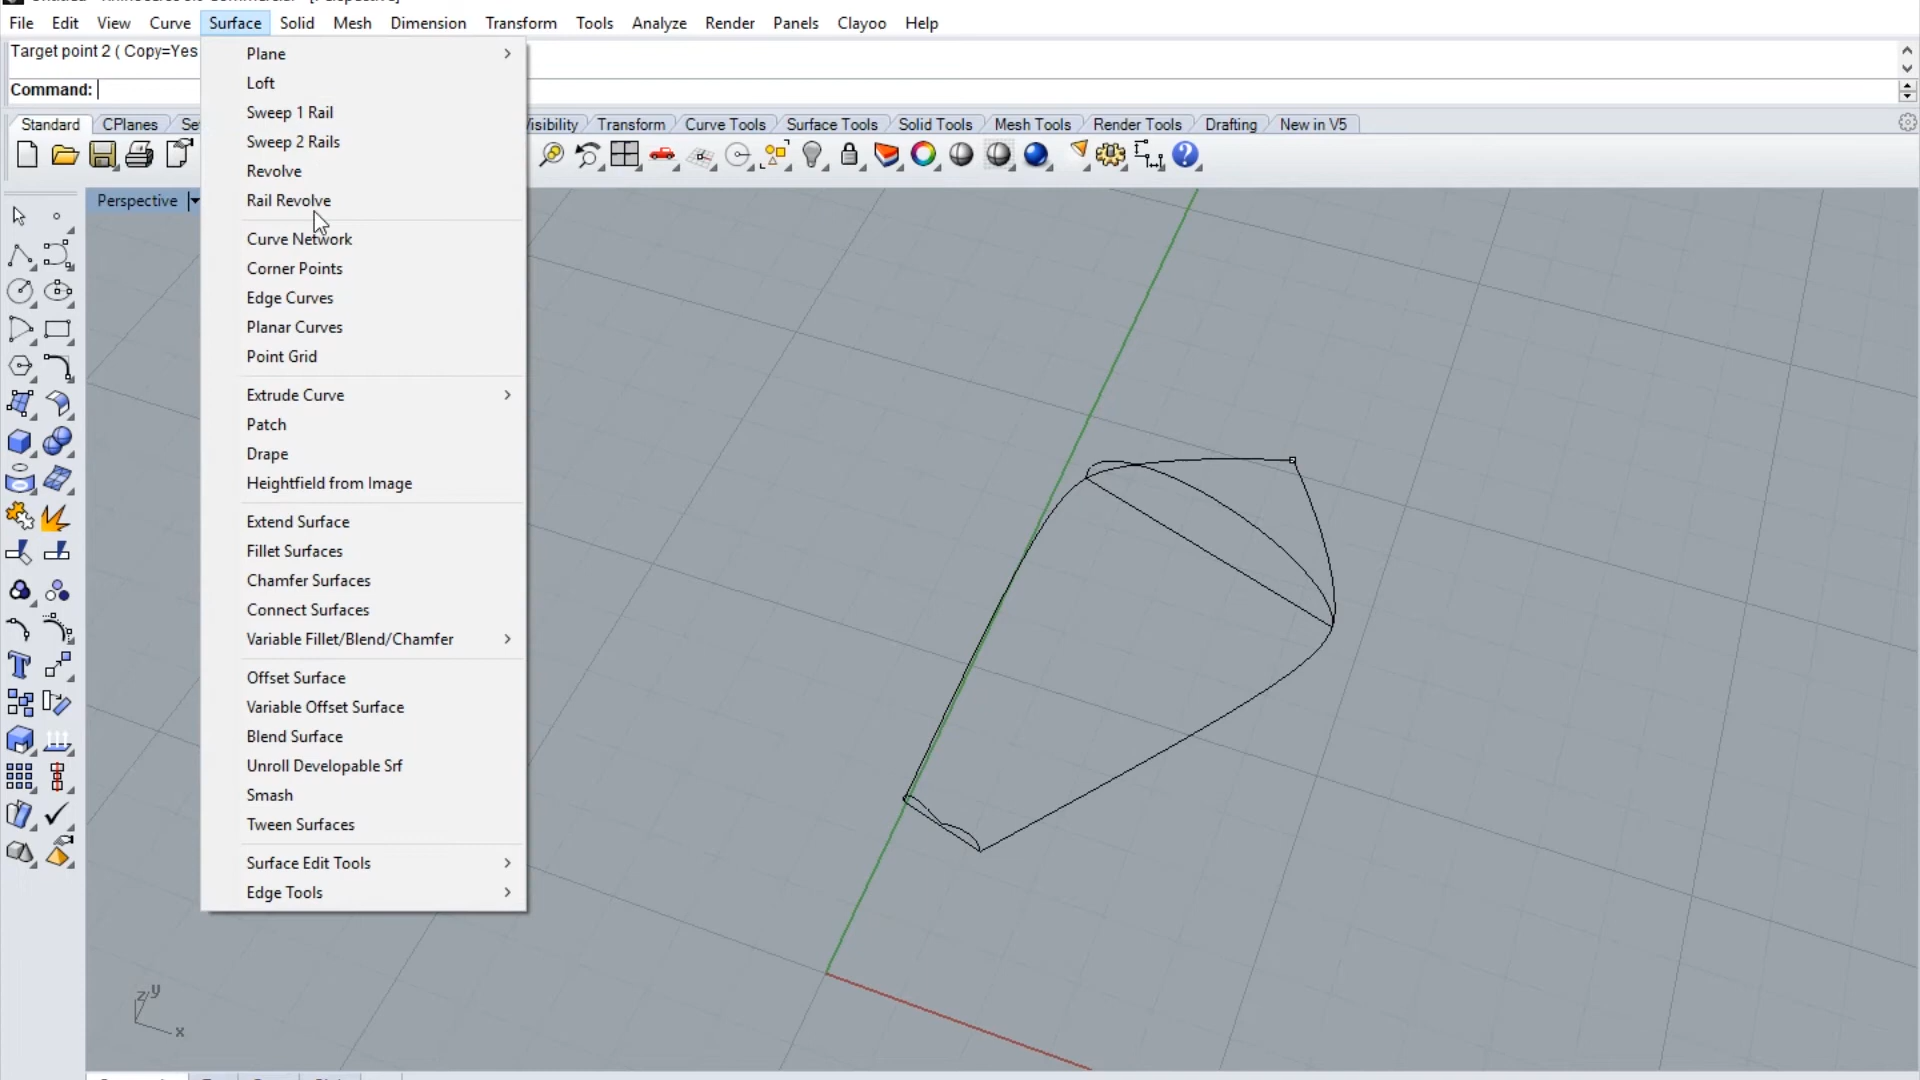 File Edit View Curve Surface Solid Mesh Dimension Transform Tools Analyze Render Panels Clayoo Help
Target point 2 ( Copy=Yes
Command:
Standard CPlanes Visibility Transform Curve Tools Surface Tools Solid Tools Mesh Tools Render Tools Drafting New in V5
Perspective
Plane
Loft
Sweep 1 Rail
Sweep 2 Rails
Revolve
Rail Revolve
Curve Network
Corner Points
Edge Curves
Planar Curves
Point Grid
Extrude Curve
Patch
Drape
Heightfield from Image
Extend Surface
Fillet Surfaces
Chamfer Surfaces
Connect Surfaces
Variable Fillet/Blend/Chamfer
Offset Surface
Variable Offset Surface
Blend Surface
Unroll Developable Srf
Smash
Tween Surfaces
Surface Edit Tools
Edge Tools
z y
x